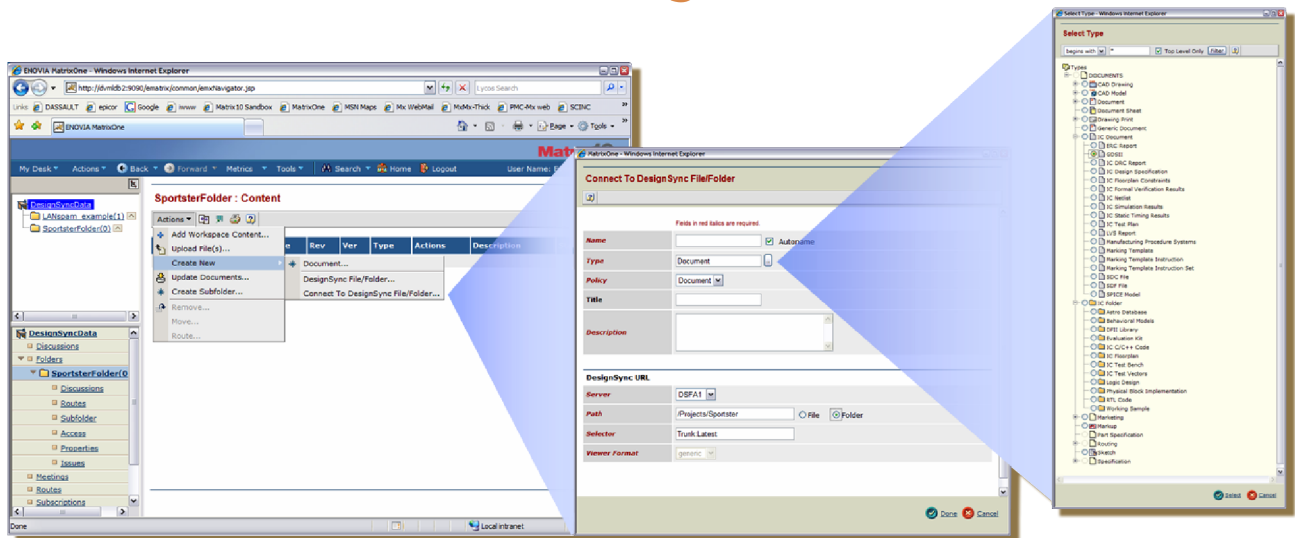 ENOVIA MatrixOne - Windows Internet Explorer
http://dvmldb2:9090/ematrix/common/emxNavigator.jsp
Lycos Search
Links DASSAULT epicor Google iwww Matrix10 Sandbox MatrixOne MSN Maps Mx WebMail MxMx-Thick PMC-Mx web SCINC
ENOVIA MatrixOne
Page Tools
Matr
My Desk Actions Back Forward Metrics Tools Search Home Logout User Name: E
DesignSyncData
LANspam example(1)
SportsterFolder(0)
DesignSyncData
Discussions
Folders
SportsterFolder(0
Discussions
Routes
Subfolder
Access
Properties
Issues
Meetings
Routes
Subscriptions
SportsterFolder : Content
Actions
e Rev Ver Type Actions Description
Add Workspace Content...
Upload File(s)...
Create New
Update Documents...
Create Subfolder...
Remove...
Move...
Route...
Document...
DesignSync File/Folder...
Connect To DesignSync File/Folder...
Done
Local intranet
MatrixOne - Windows Internet Explorer
Connect To DesignSync File/Folder
Fields in red italics are required.
Name Autoname
Type Document ...
Policy Document
Title
Description
DesignSync URL
Server DSFA1
Path /Projects/Sportster File Folder
Selector Trunk:Latest
Viewer Format generic
Done Cancel
Select Type - Windows Internet Explorer
Select Type
begins with * Top Level Only Filter
Types
DOCUMENTS
CAD Drawing
CAD Model
Document
Document Sheet
Drawing Print
Generic Document
IC Document
ERC Report
GDSII
IC DRC Report
IC Design Specification
IC Floorplan Constraints
IC Formal Verification Results
IC Netlist
IC Simulation Results
IC Static Timing Results
IC Test Plan
LVS Report
Manufacturing Procedure Systems
Marking Template
Marking Template Instruction
Marking Template Instruction Set
SDC File
SDF File
SPICE Model
IC Folder
Astro Database
Behavioral Models
DFII Library
Evaluation Kit
IC C/C++ Code
IC Floorplan
IC Test Bench
IC Test Vectors
Logic Design
Physical Block Implementation
RTL Code
Working Sample
Marketing
Markup
Part Specification
Routing
Sketch
Specification
Select Cancel